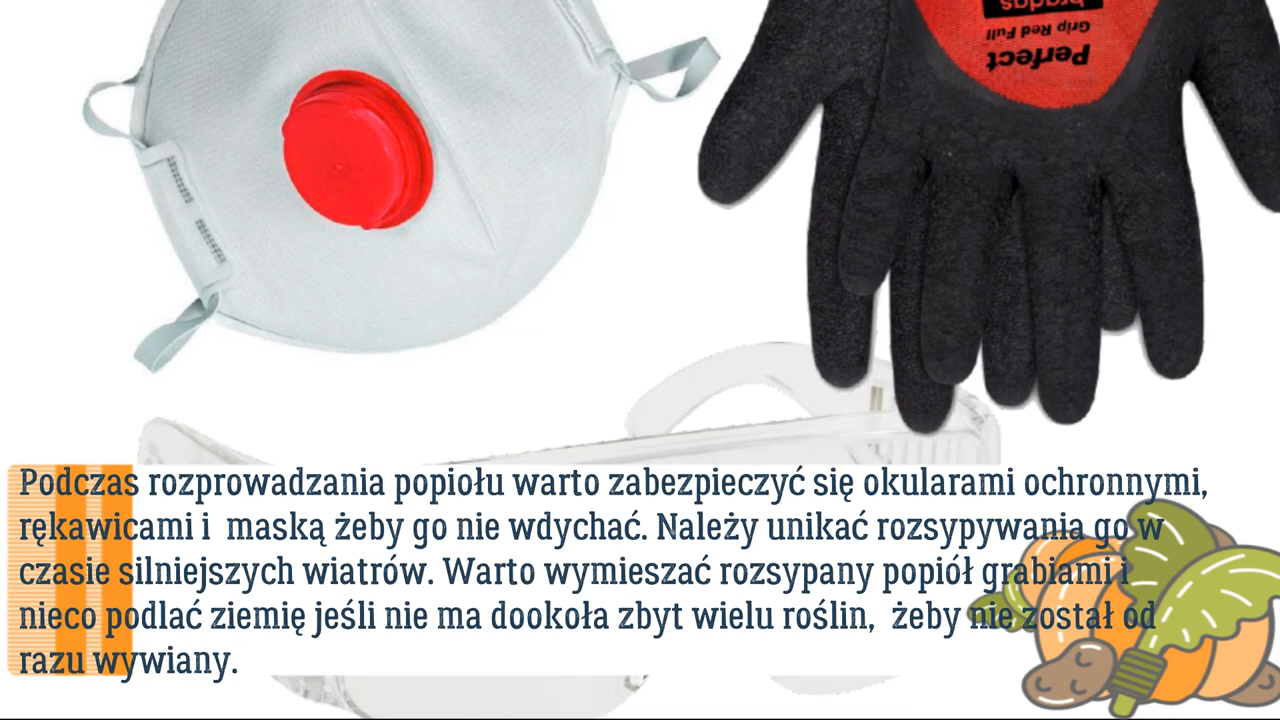 bradas
Grip Red Full
Perfect
Podczas rozprowadzania popiołu warto zabezpieczyć się okularami ochronnymi,
rękawicami i maską żeby go nie wdychać. Należy unikać rozsypywania go w
czasie silniejszych wiatrów. Warto wymieszać rozsypany popiół grabiami i
nieco podlać ziemię jeśli nie ma dookoła zbyt wielu roślin, żeby nie został od
razu wywiany.